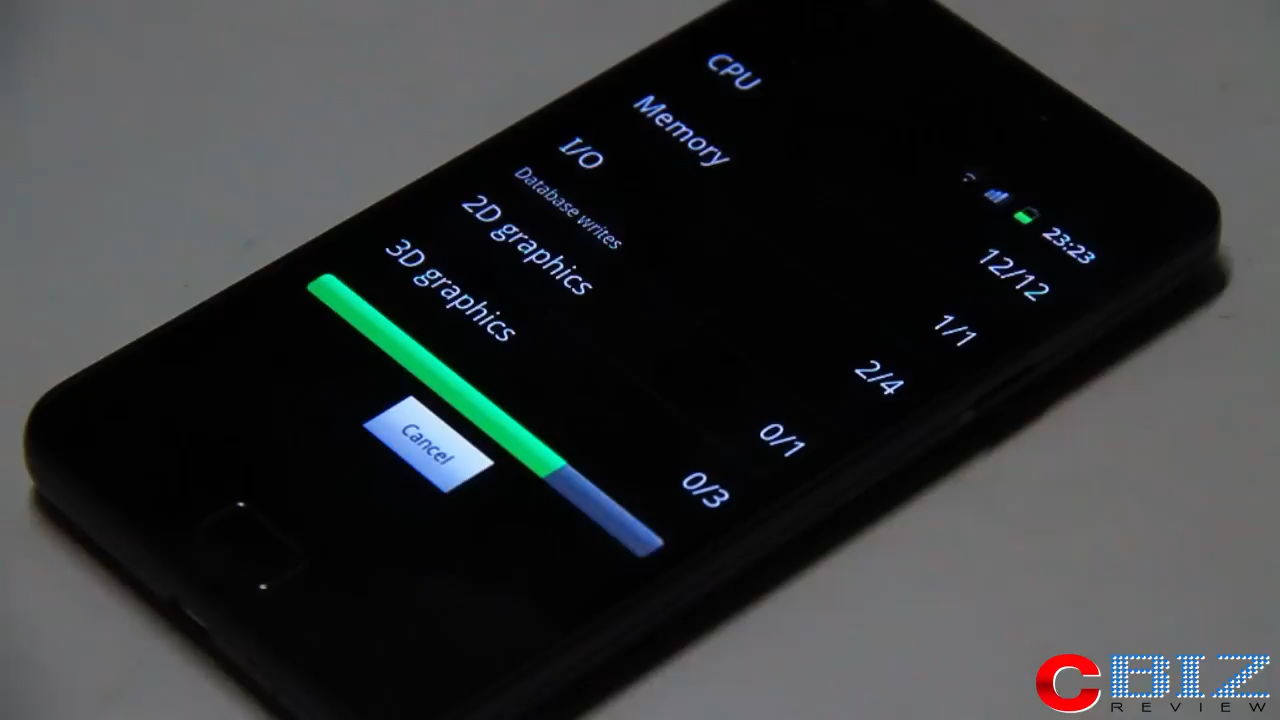 23:23
CPU 12/12
Memory 1/1
I/O 2/4
Database writes
2D graphics 0/1
3D graphics 0/3
Cancel
CBIZ
REVIEW